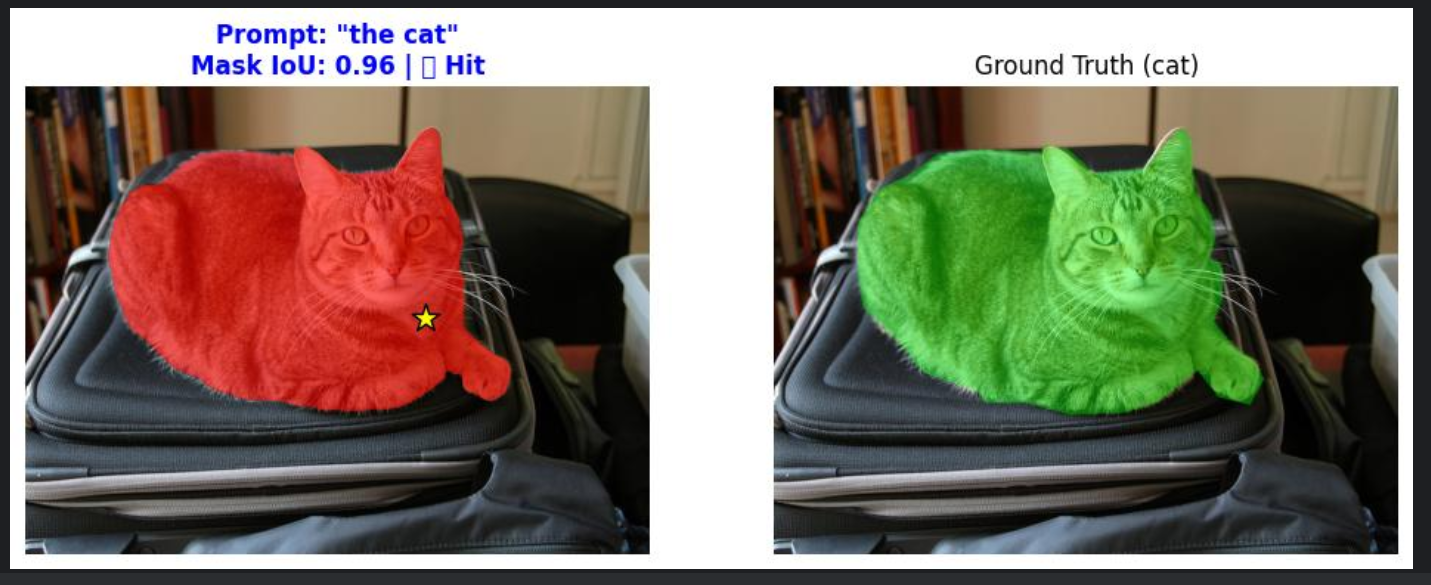 Prompt: "the cat"
Mask IoU: 0.96 | ▯ Hit
Ground Truth (cat)